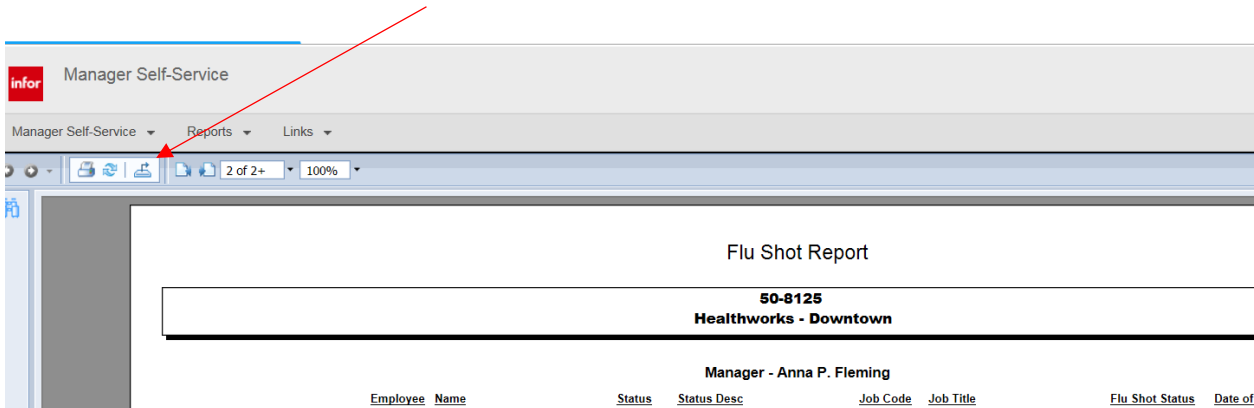 infor
Manager Self-Service
Manager Self-Service Reports Links
2 of 2+ 100%
Flu Shot Report
50-8125
Healthworks - Downtown
Manager - Anna P. Fleming
Employee Name Status Status Desc Job Code Job Title Flu Shot Status Date of